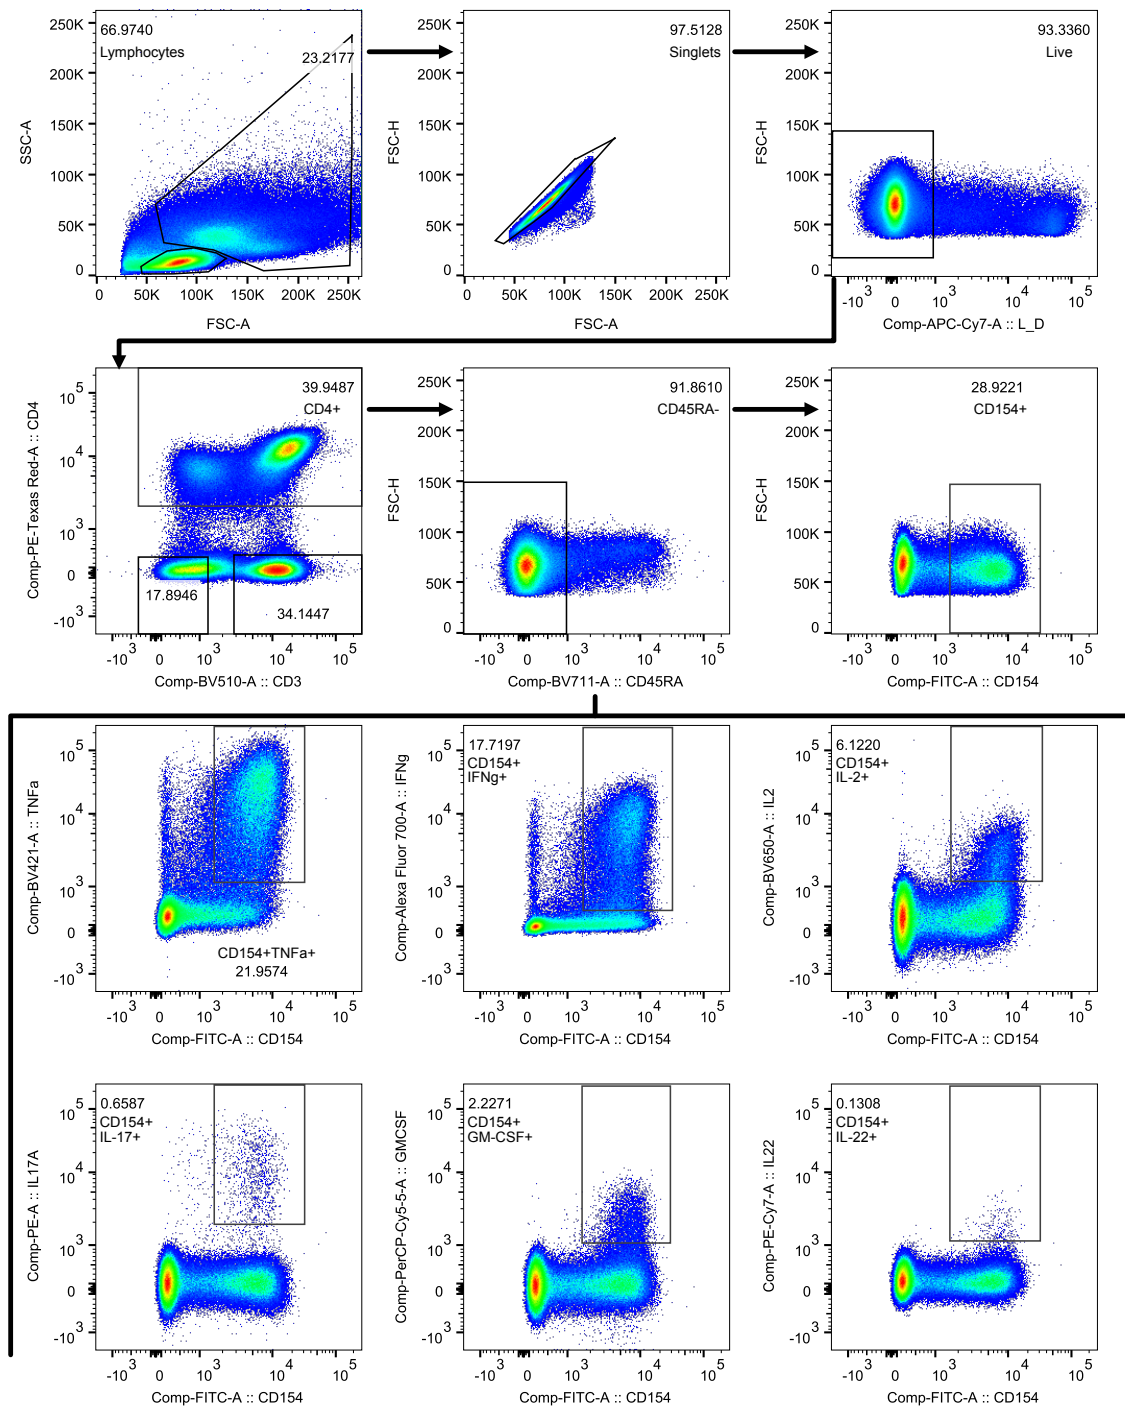 66.9740
Lymphocytes
23.2177
250K
200K
150K
100K
50K
0
SSC-A
0 50K 100K 150K 200K 250K
FSC-A
97.5128
Singlets
250K
200K
150K
100K
50K
0
FSC-H
0 50K 100K 150K 200K 250K
FSC-A
93.3360
Live
250K
200K
150K
100K
50K
0
FSC-H
-10^3 0 10^3 10^4 10^5
Comp-APC-Cy7-A :: L_D
39.9487
CD4+
17.8946
34.1447
10^5
10^4
10^3
0
-10^3
Comp-PE-Texas Red-A :: CD4
-10^3 0 10^3 10^4 10^5
Comp-BV510-A :: CD3
91.8610
CD45RA-
250K
200K
150K
100K
50K
0
FSC-H
-10^3 0 10^3 10^4 10^5
Comp-BV711-A :: CD45RA
28.9221
CD154+
250K
200K
150K
100K
50K
0
FSC-H
-10^3 0 10^3 10^4 10^5
Comp-FITC-A :: CD154
10^5
10^4
10^3
0
-10^3
Comp-BV421-A :: TNFa
CD154+TNFa+
21.9574
-10^3 0 10^3 10^4 10^5
Comp-FITC-A :: CD154
17.7197
CD154+
IFNg+
10^5
10^4
10^3
0
-10^3
Comp-Alexa Fluor 700-A :: IFNg
-10^3 0 10^3 10^4 10^5
Comp-FITC-A :: CD154
6.1220
CD154+
IL-2+
10^5
10^4
10^3
0
-10^3
Comp-BV650-A :: IL2
-10^3 0 10^3 10^4 10^5
Comp-FITC-A :: CD154
0.6587
CD154+
IL-17+
10^5
10^4
10^3
0
-10^3
Comp-PE-A :: IL17A
-10^3 0 10^3 10^4 10^5
Comp-FITC-A :: CD154
2.2271
CD154+
GM-CSF+
10^5
10^4
10^3
0
-10^3
Comp-PerCP-Cy5-5-A :: GMCSF
-10^3 0 10^3 10^4 10^5
Comp-FITC-A :: CD154
0.1308
CD154+
IL-22+
10^5
10^4
10^3
0
-10^3
Comp-PE-Cy7-A :: IL22
-10^3 0 10^3 10^4 10^5
Comp-FITC-A :: CD154